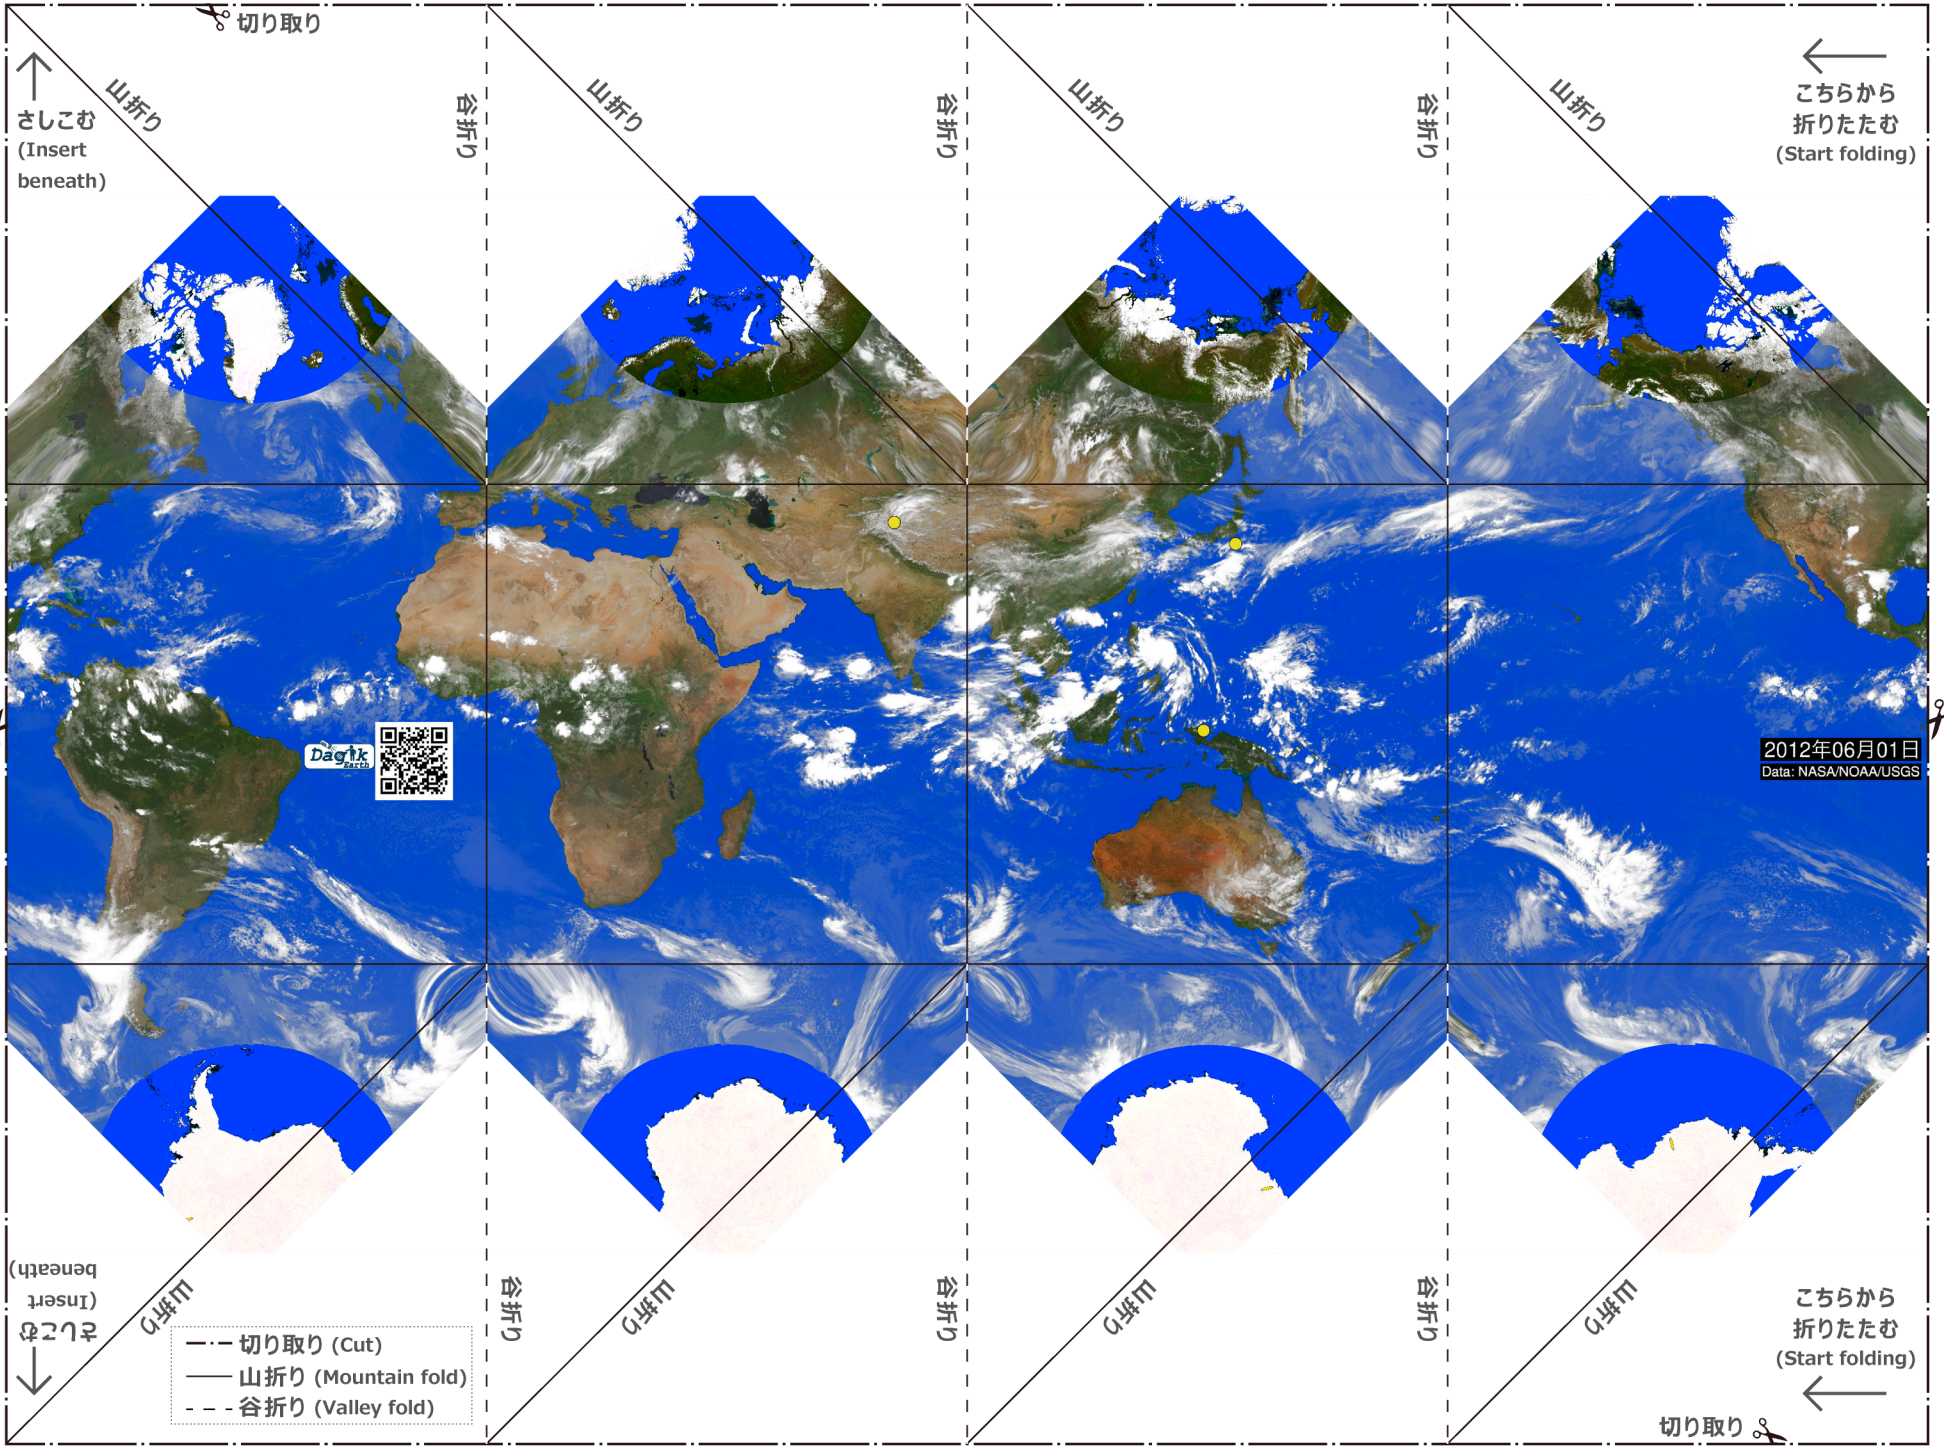 切り取り
山折り
谷折り
山折り
谷折り
山折り
谷折り
山折り
さしこむ
(Insert
beneath)
こちらから
折りたたむ
(Start folding)
Dagik
Earth
2012年06月01日
Data: NASA/NOAA/USGS
さしこむ
(Insert
beneath)
山折り
谷折り
山折り
谷折り
山折り
谷折り
山折り
こちらから
折りたたむ
(Start folding)
切り取り (Cut)
山折り (Mountain fold)
谷折り (Valley fold)
切り取り